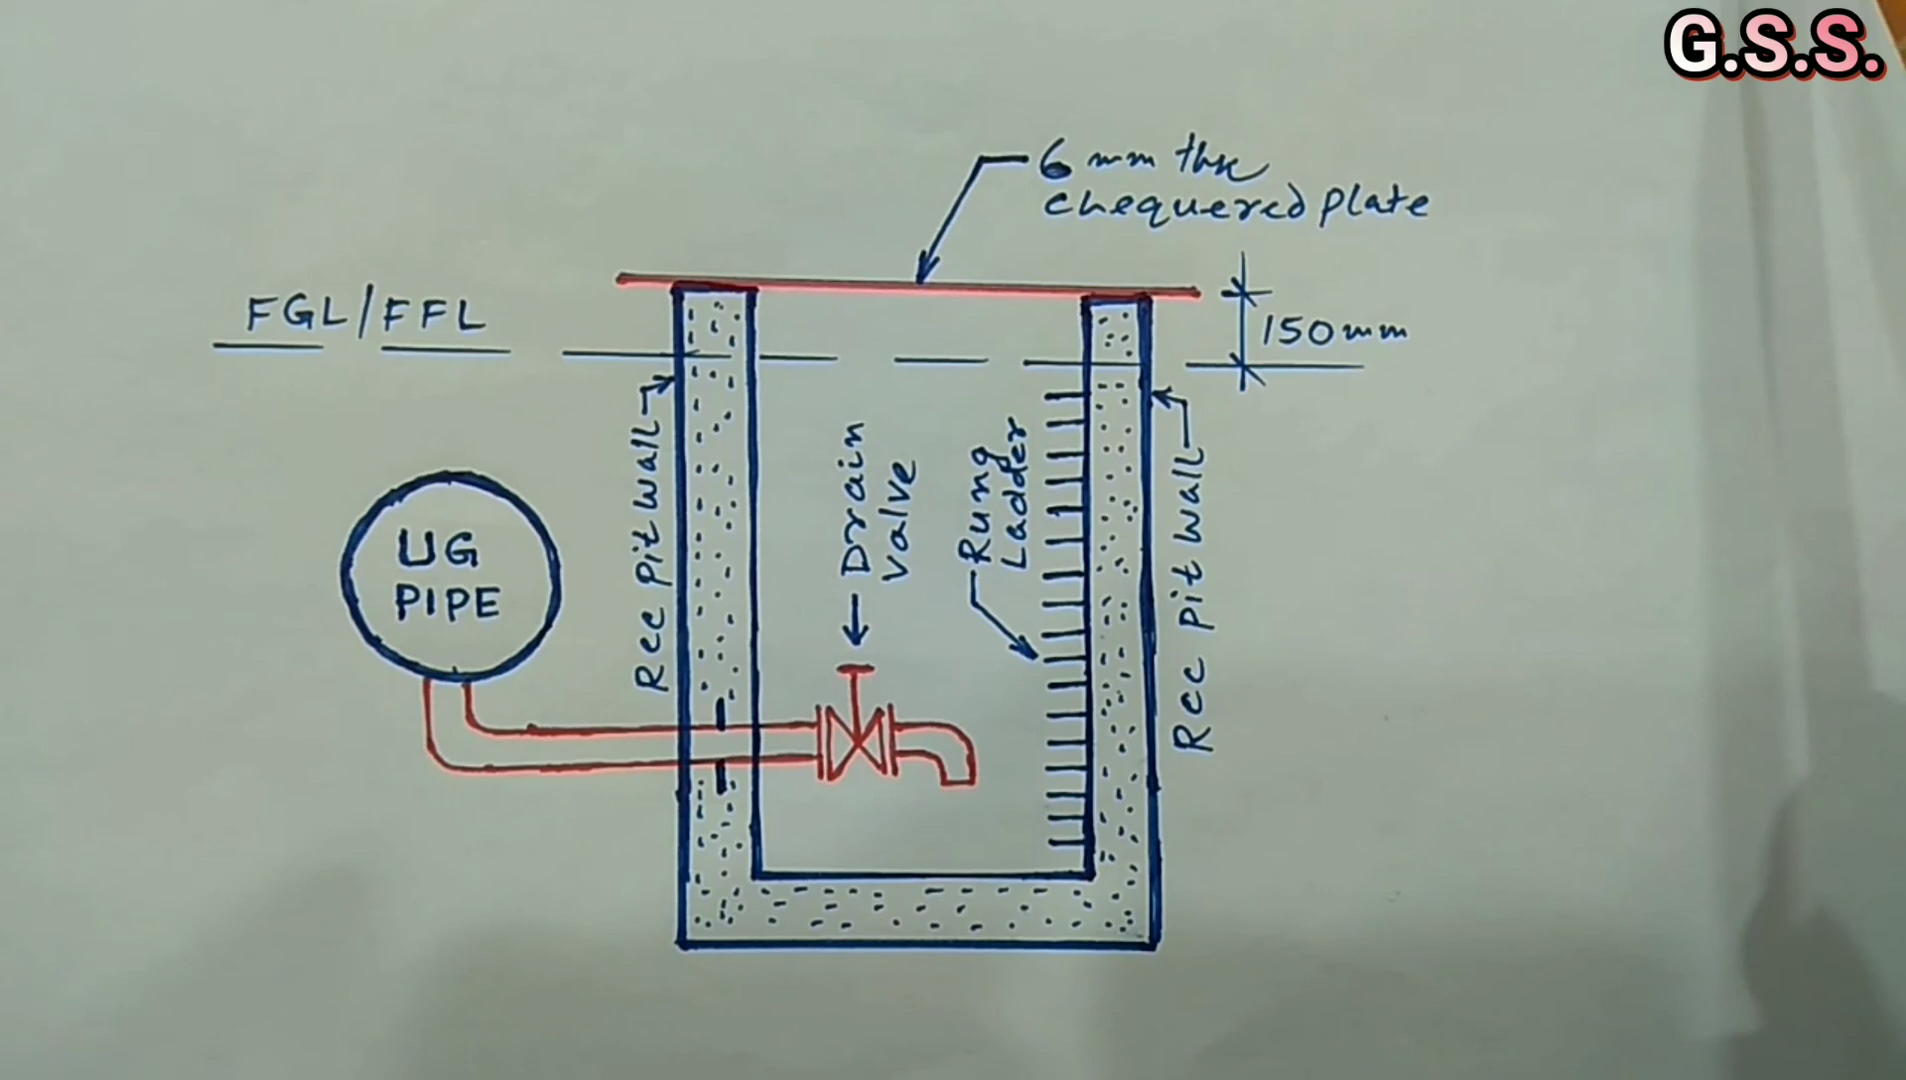 G.S.S.
6 mm thk
chequered plate
FGL/FFL
150mm
Rcc Pit Wall
Drain
Valve
Rung
Ladder
Rcc Pit Wall
UG
PIPE